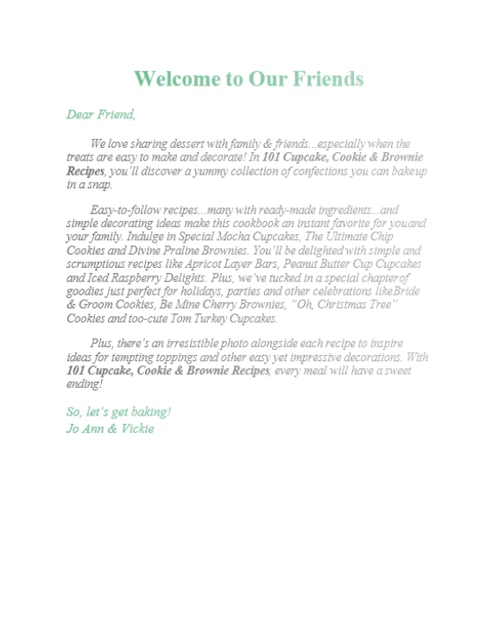 Welcome to Our Friends
Dear Friend,
We love sharing dessert with family & friends...especially when the
treats are easy to make and decorate! In 101 Cupcake, Cookie & Brownie
Recipes, you'll discover a yummy collection of confections you can bake up
in a snap.
Easy-to-follow recipes...many with ready-made ingredients...and
simple decorating ideas make this cookbook an instant favorite for you and
your family. Indulge in Special Mocha Cupcakes, The Ultimate Chip
Cookies and Divine Praline Brownies. You'll be delighted with simple and
scrumptious recipes like Apricot Layer Bars, Peanut Butter Cup Cupcakes
and Iced Raspberry Delights. Plus, we've tucked in a special chapter of
goodies just perfect for holidays, parties and other celebrations like Bride
& Groom Cookies, Be Mine Cherry Brownies, "Oh, Christmas Tree"
Cookies and too-cute Tom Turkey Cupcakes.
Plus, there's an irresistible photo alongside each recipe to inspire
ideas for tempting toppings and other easy yet impressive decorations. With
101 Cupcake, Cookie & Brownie Recipes, every meal will have a sweet
ending!
So, let's get baking!
Jo Ann & Vickie